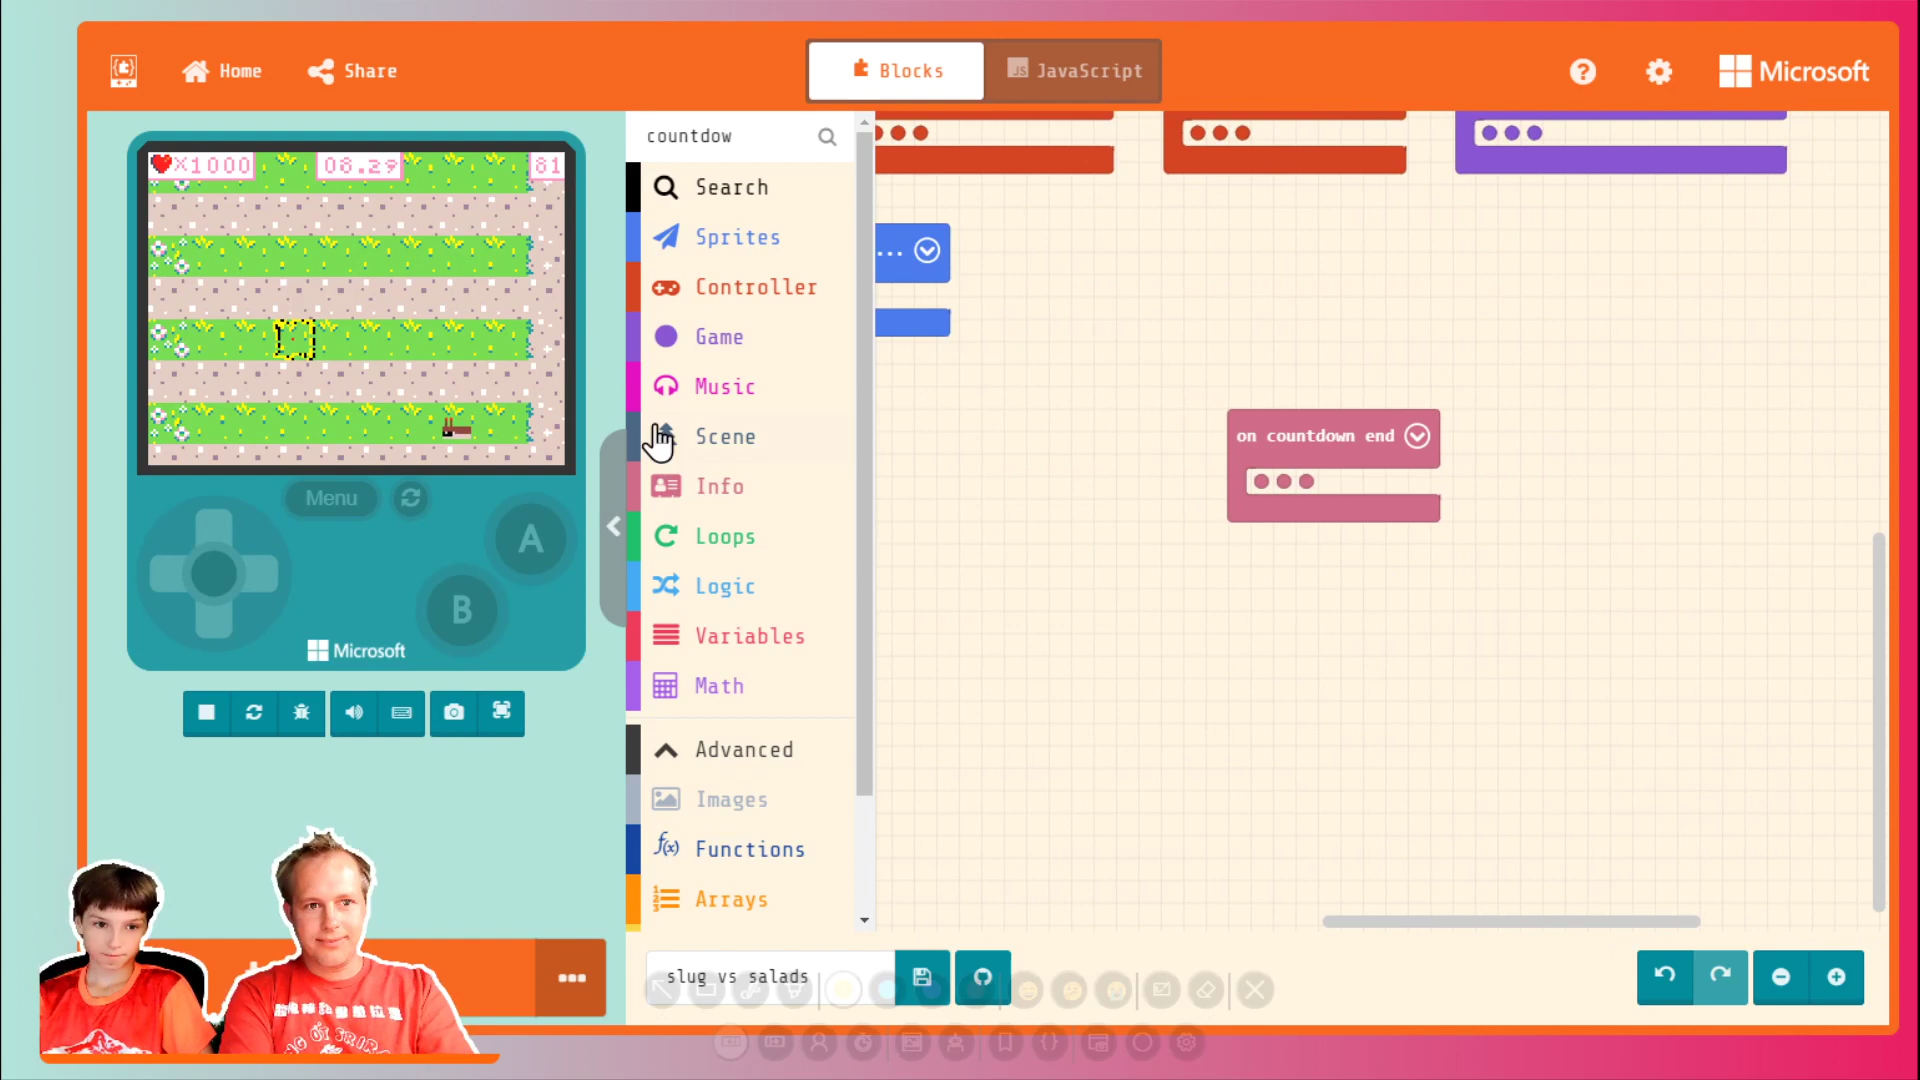 Home
Share
Blocks
JS JavaScript
?
Microsoft
X1000
08.29
81
Menu
A
B
Microsoft
countdow
Search
Sprites
Controller
Game
Music
Scene
Info
Loops
Logic
Variables
Math
Advanced
Images
f(x) Functions
Arrays
...
on countdown end
slug vs salads